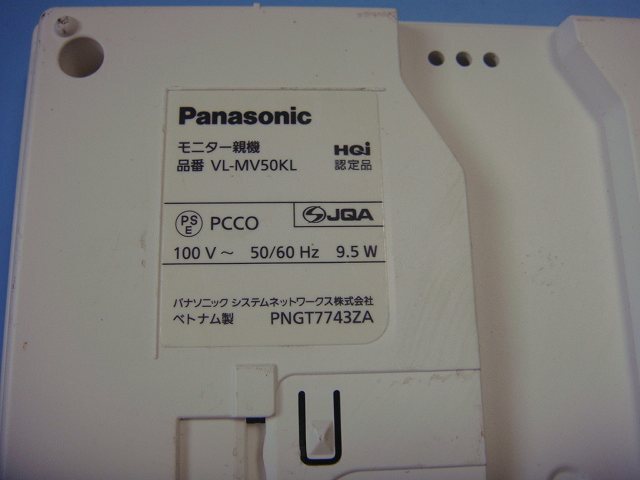 Panasonic
モニター親機
品番 VL-MV50KL
HQi
認定品
PS
E
PCCO
JQA
100 V～ 50/60 Hz 9.5 W
パナソニック システムネットワークス株式会社
ベトナム製 PNGT7743ZA